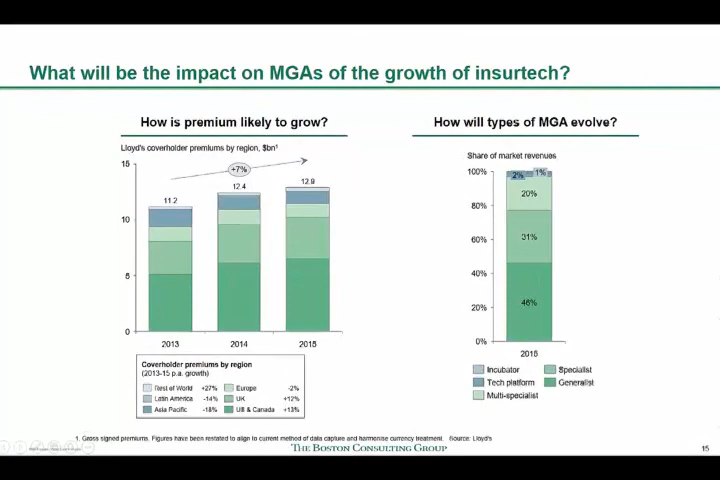 What will be the impact on MGAs of the growth of insurtech?
How is premium likely to grow?
Lloyd's coverholder premiums by region, $bn¹
15
10
5
0
+7%
11.2
12.4
12.9
2013
2014
2015
Coverholder premiums by region
(2013-15 p.a. growth)
Rest of World +27% Europe -2%
Latin America -14% UK +12%
Asia Pacific -18% US & Canada +13%
How will types of MGA evolve?
Share of market revenues
100%
80%
60%
40%
20%
0%
2% 1%
20%
31%
46%
2016
Incubator Specialist
Tech platform Generalist
Multi-specialist
1. Gross signed premiums. Figures have been restated to align to current method of data capture and harmonise currency treatment. Source: Lloyd's
THE BOSTON CONSULTING GROUP
15